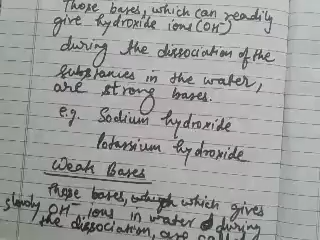 Those bases, which can readily
give hydroxide ions (OH⁻)
during the dissociation of the
substances in the water,
are strong bases.
e.g. Sodium hydroxide
Potassium hydroxide
Weak Bases
Those bases, which gives
slowly OH⁻ ions in water during
the dissociation, are